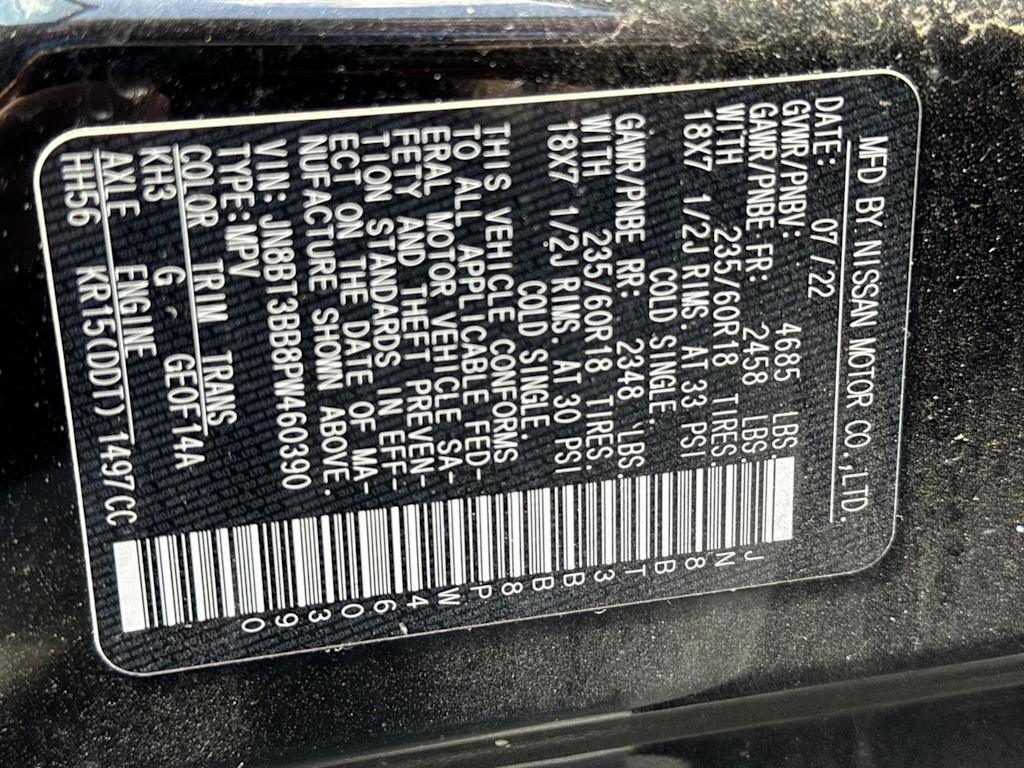 MFD BY NISSAN MOTOR CO.,LTD.
DATE: 07/22
GVWR/PNBV: 4685 LBS.
GAWR/PNBE FR: 2458 LBS.
WITH 235/60R18 TIRES.
18X7 1/2J RIMS. AT 33 PSI
COLD SINGLE.
GAWR/PNBE RR: 2348 LBS.
WITH 235/60R18 TIRES.
18X7 1/2J RIMS. AT 30 PSI
COLD SINGLE.
THIS VEHICLE CONFORMS
TO ALL APPLICABLE FED-
ERAL MOTOR VEHICLE SA-
FETY AND THEFT PREVEN-
TION STANDARDS IN EFF-
ECT ON THE DATE OF MA-
NUFACTURE SHOWN ABOVE.
VIN: JN8BT3BB8PW460390
TYPE:MPV
COLOR TRIM TRANS
KH3 G GEOF14A
AXLE ENGINE
HH56 KR15(DDT)1497CC
JN8BT3BB8PW460390